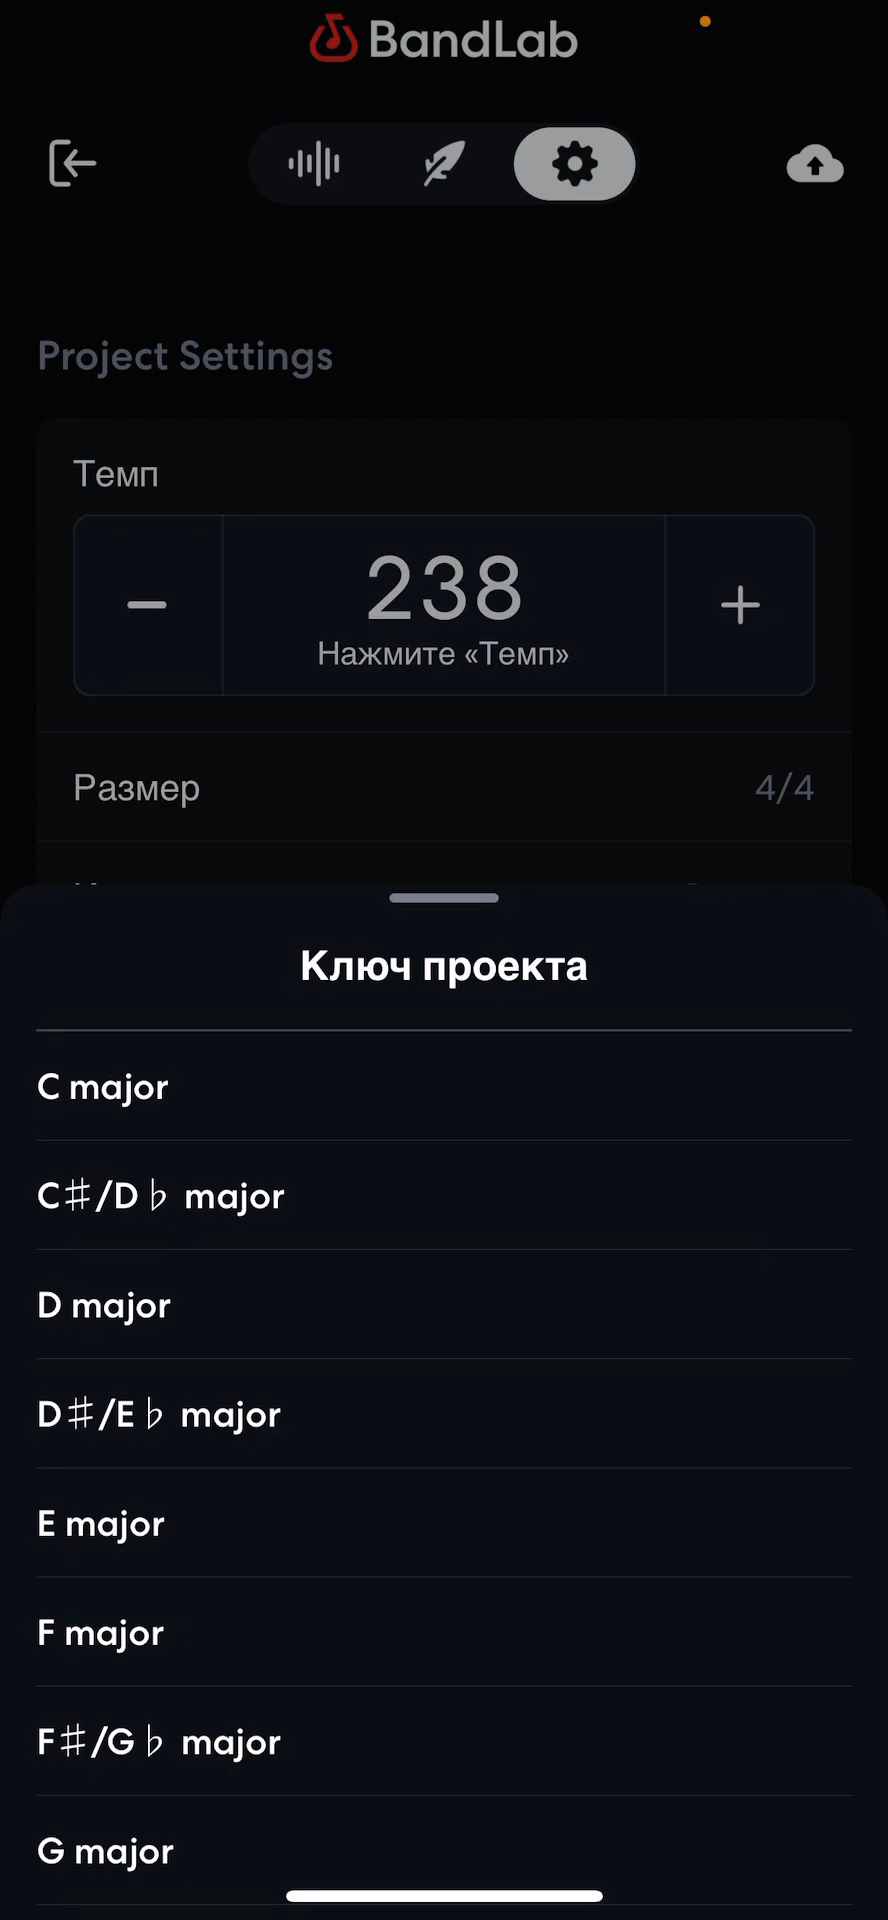 BandLab
Project Settings
Темп
238
Нажмите «Темп»
Размер
4/4
Ключ проекта
C major
C♯/D♭ major
D major
D♯/E♭ major
E major
F major
F♯/G♭ major
G major